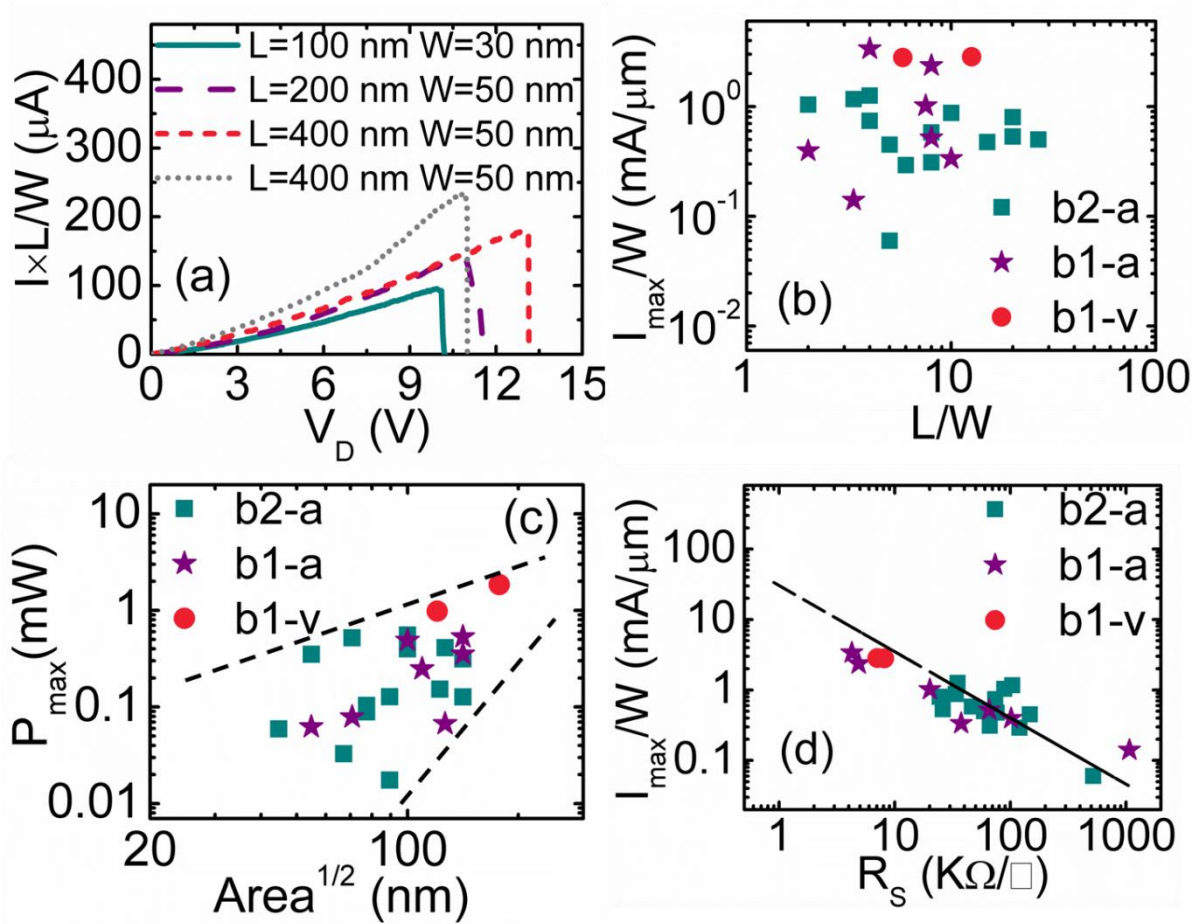 I×L/W (μA)
400
300
200
100
0
L=100 nm W=30 nm
L=200 nm W=50 nm
L=400 nm W=50 nm
L=400 nm W=50 nm
(a)
0 3 6 9 12 15
V_D (V)
I_max/W (mA/μm)
10^0
10^-1
10^-2
b2-a
b1-a
b1-v
(b)
1 10 100
L/W
P_max(mW)
10
1
0.1
0.01
b2-a
b1-a
b1-v
(c)
20 100
Area^1/2 (nm)
I_max/W (mA/μm)
100
10
1
0.1
b2-a
b1-a
b1-v
(d)
1 10 100 1000
R_S (KΩ/□)